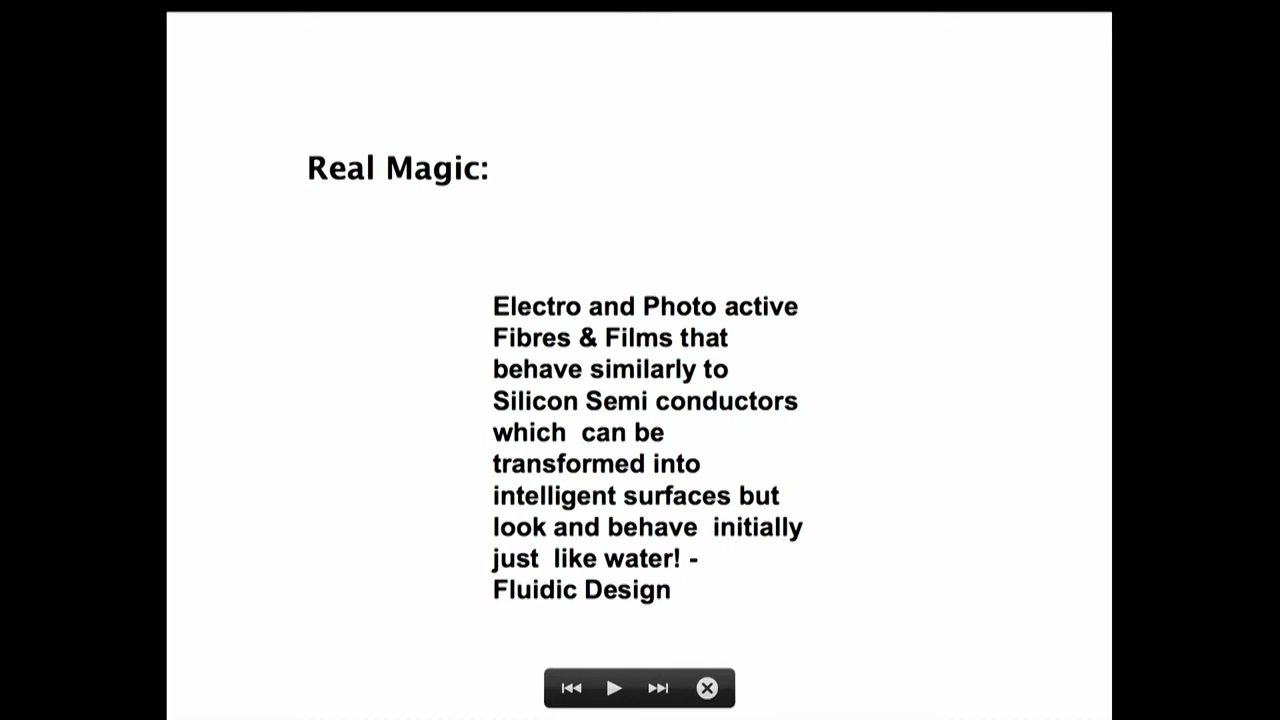 Real Magic:
Electro and Photo active
Fibres & Films that
behave similarly to
Silicon Semi conductors
which  can be
transformed into
intelligent surfaces but
look and behave  initially
just  like water! -
Fluidic Design